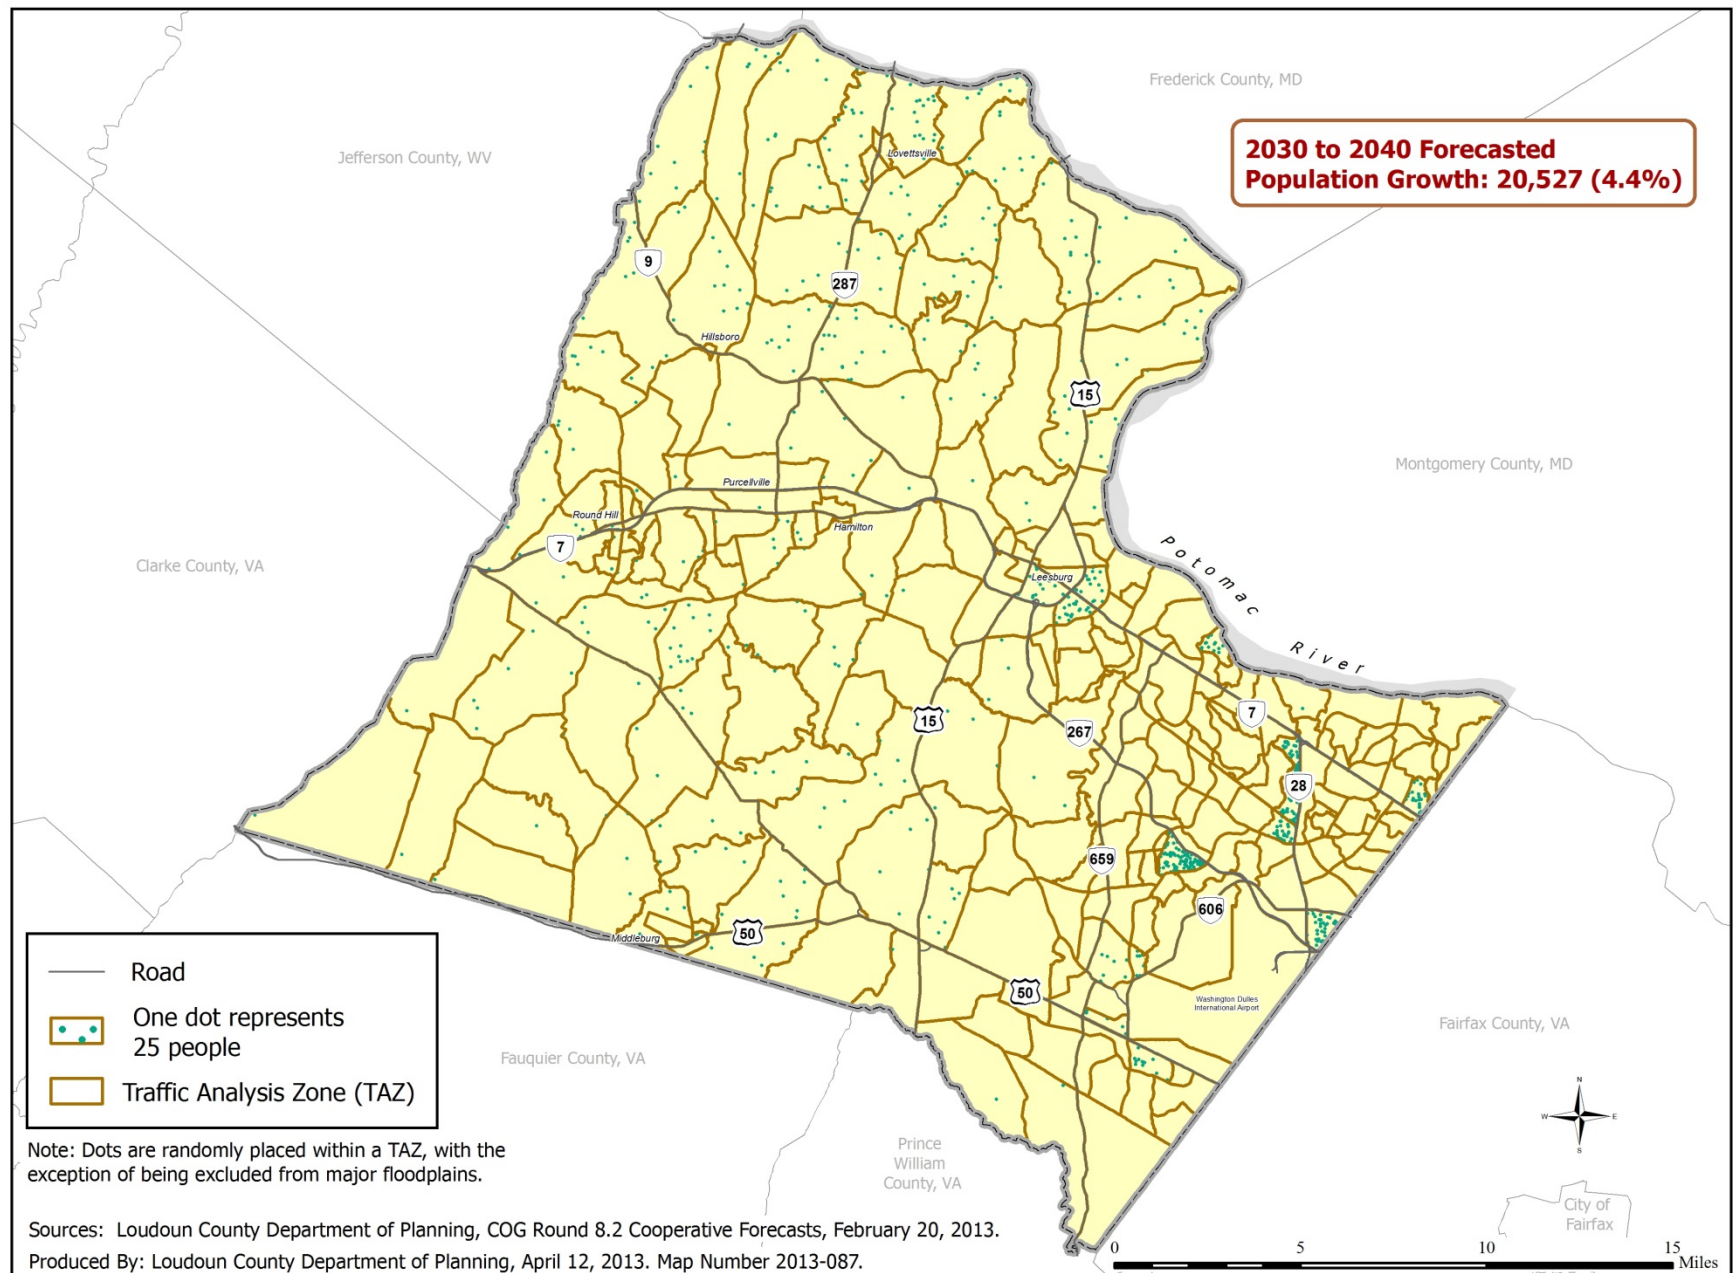 Frederick County, MD
2030 to 2040 Forecasted
Population Growth: 20,527 (4.4%)
Jefferson County, WV
Lovettsville
9
287
Hillsboro
15
Montgomery County, MD
Purcellville
Round Hill
Hamilton
7
Clarke County, VA
Leesburg
Potomac
River
15
267
7
28
659
606
Middleburg
50
50
Washington Dulles
International Airport
Fairfax County, VA
Fauquier County, VA
Prince
William
County, VA
City of
Fairfax
N
W
E
S
Road
One dot represents
25 people
Traffic Analysis Zone (TAZ)
Note: Dots are randomly placed within a TAZ, with the
exception of being excluded from major floodplains.
Sources: Loudoun County Department of Planning, COG Round 8.2 Cooperative Forecasts, February 20, 2013.
Produced By: Loudoun County Department of Planning, April 12, 2013. Map Number 2013-087.
0 5 10 15
Miles